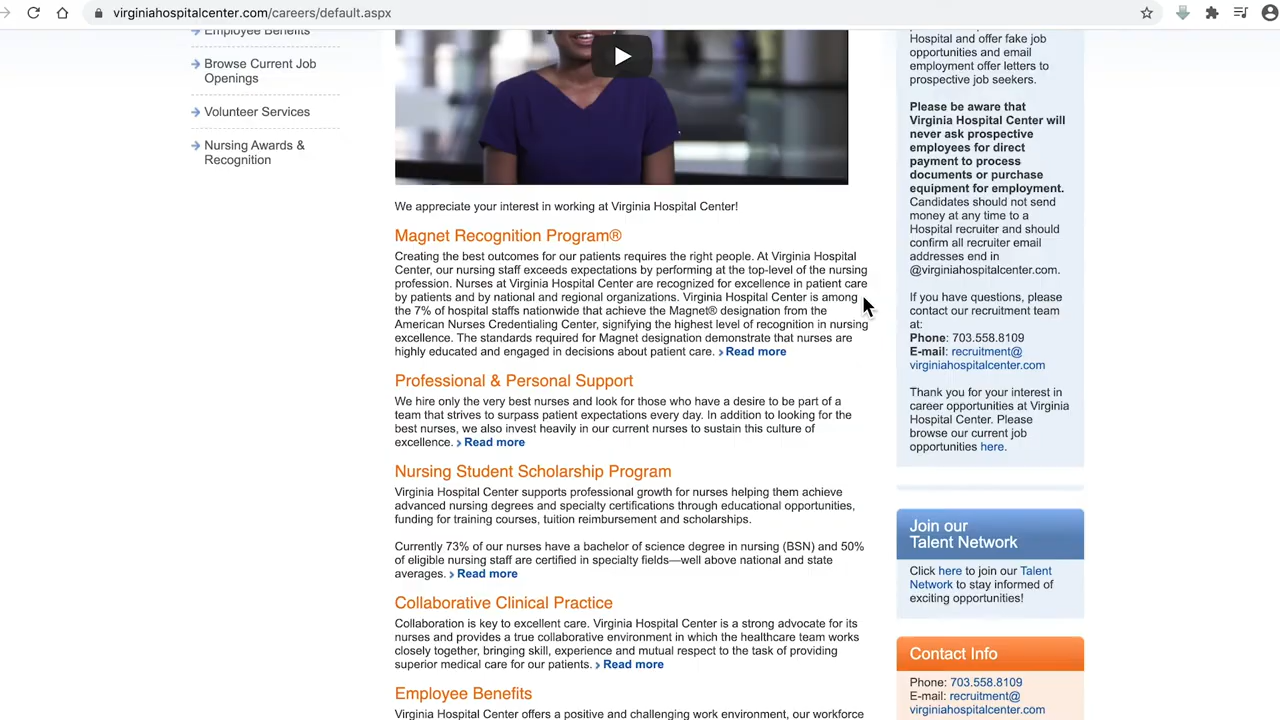 virginiahospitalcenter.com/careers/default.aspx
Employee Benefits
Browse Current Job
Openings
Volunteer Services
Nursing Awards &
Recognition
We appreciate your interest in working at Virginia Hospital Center!
Magnet Recognition Program®
Creating the best outcomes for our patients requires the right people. At Virginia Hospital
Center, our nursing staff exceeds expectations by performing at the top-level of the nursing
profession. Nurses at Virginia Hospital Center are recognized for excellence in patient care
by patients and by national and regional organizations. Virginia Hospital Center is among
the 7% of hospital staffs nationwide that achieve the Magnet® designation from the
American Nurses Credentialing Center, signifying the highest level of recognition in nursing
excellence. The standards required for Magnet designation demonstrate that nurses are
highly educated and engaged in decisions about patient care. Read more
Professional & Personal Support
We hire only the very best nurses and look for those who have a desire to be part of a
team that strives to surpass patient expectations every day. In addition to looking for the
best nurses, we also invest heavily in our current nurses to sustain this culture of
excellence. Read more
Nursing Student Scholarship Program
Virginia Hospital Center supports professional growth for nurses helping them achieve
advanced nursing degrees and specialty certifications through educational opportunities,
funding for training courses, tuition reimbursement and scholarships.
Currently 73% of our nurses have a bachelor of science degree in nursing (BSN) and 50%
of eligible nursing staff are certified in specialty fields—well above national and state
averages. Read more
Collaborative Clinical Practice
Collaboration is key to excellent care. Virginia Hospital Center is a strong advocate for its
nurses and provides a true collaborative environment in which the healthcare team works
closely together, bringing skill, experience and mutual respect to the task of providing
superior medical care for our patients. Read more
Employee Benefits
Virginia Hospital Center offers a positive and challenging work environment, our workforce
Hospital and offer fake job
opportunities and email
employment offer letters to
prospective job seekers.
Please be aware that
Virginia Hospital Center will
never ask prospective
employees for direct
payment to process
documents or purchase
equipment for employment.
Candidates should not send
money at any time to a
Hospital recruiter and should
confirm all recruiter email
addresses end in
@virginiahospitalcenter.com.
If you have questions, please
contact our recruitment team
at:
Phone: 703.558.8109
E-mail: recruitment@
virginiahospitalcenter.com
Thank you for your interest in
career opportunities at Virginia
Hospital Center. Please
browse our current job
opportunities here.
Join our
Talent Network
Click here to join our Talent
Network to stay informed of
exciting opportunities!
Contact Info
Phone: 703.558.8109
E-mail: recruitment@
virginiahospitalcenter.com